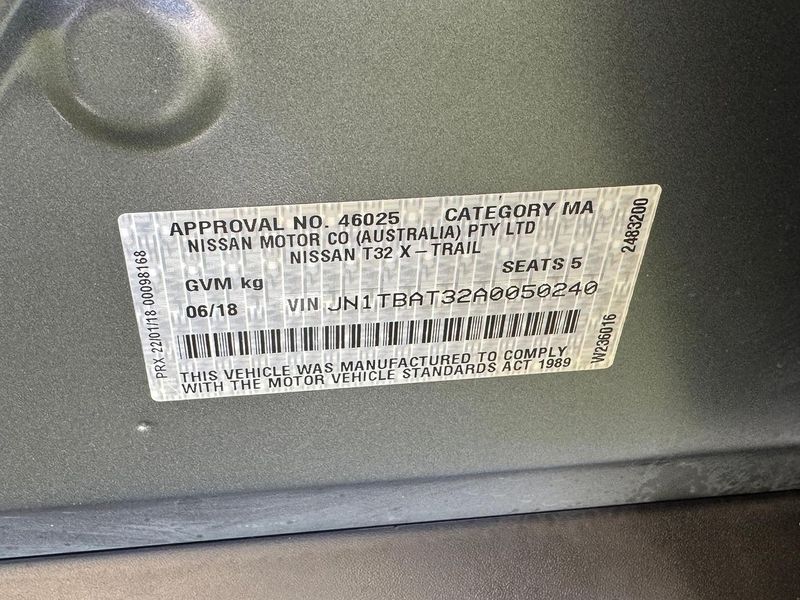 APPROVAL NO. 46025 CATEGORY MA
NISSAN MOTOR CO (AUSTRALIA) PTY LTD
NISSAN T32 X-TRAIL
SEATS 5
GVM kg
06/18 VIN JN1TBAT32A0050240
THIS VEHICLE WAS MANUFACTURED TO COMPLY
WITH THE MOTOR VEHICLE STANDARDS ACT 1989
PRX-22/01/18-00098168
2483200
W236016